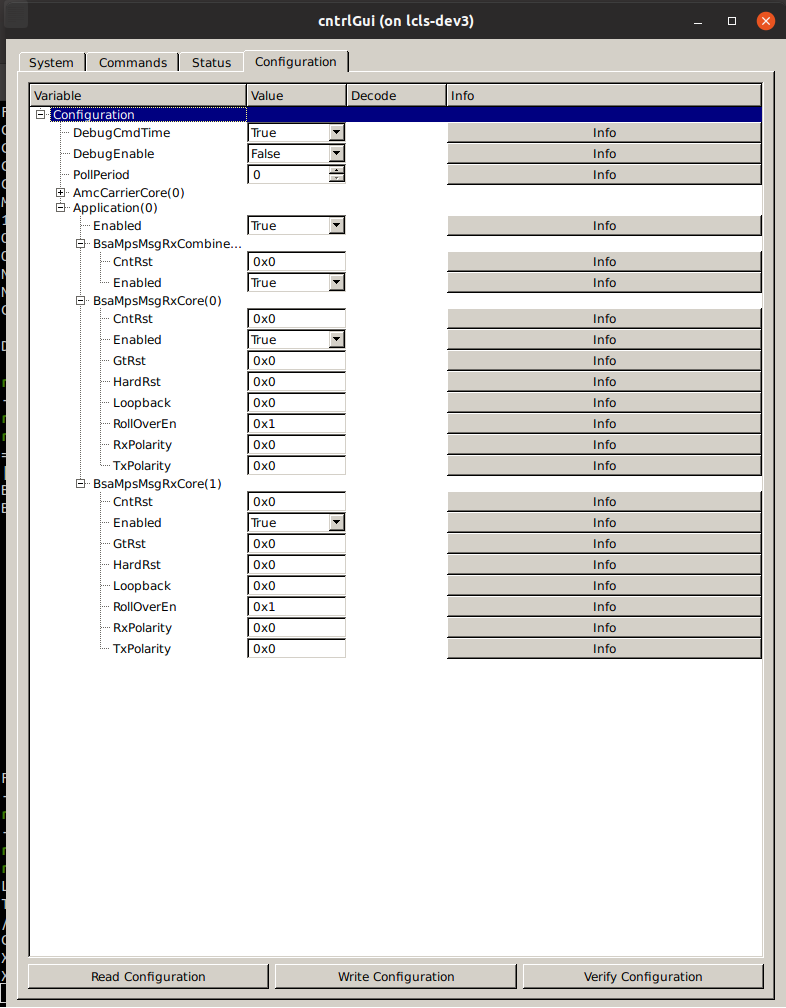 cntrlGui (on lcls-dev3)
System Commands Status Configuration
Variable Value Decode Info
Configuration
DebugCmdTime True Info
DebugEnable False Info
PollPeriod 0 Info
AmcCarrierCore(0)
Application(0)
Enabled True Info
BsaMpsMsgRxCombine...
CntRst 0x0 Info
Enabled True Info
BsaMpsMsgRxCore(0)
CntRst 0x0 Info
Enabled True Info
GtRst 0x0 Info
HardRst 0x0 Info
Loopback 0x0 Info
RollOverEn 0x1 Info
RxPolarity 0x0 Info
TxPolarity 0x0 Info
BsaMpsMsgRxCore(1)
CntRst 0x0 Info
Enabled True Info
GtRst 0x0 Info
HardRst 0x0 Info
Loopback 0x0 Info
RollOverEn 0x1 Info
RxPolarity 0x0 Info
TxPolarity 0x0 Info
Read Configuration Write Configuration Verify Configuration